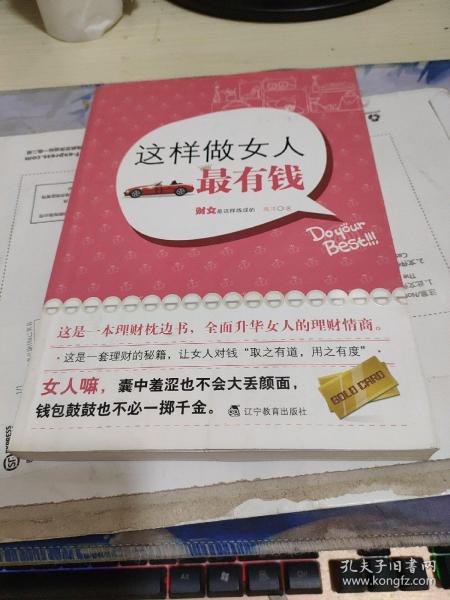 这样做女人
最有钱
财女是这样炼成的
著
Do your
Best!!!
这是一本理财枕边书，全面升华女人的理财情商。
·这是一套理财的秘籍，让女人对钱“取之有道，用之有度”
女人嘛，囊中羞涩也不会大丢颜面，
钱包鼓鼓也不必一掷千金。
辽宁教育出版社
GOLD CARD
SF
EXPRESS
孔夫子旧书网
www.kongfz.com